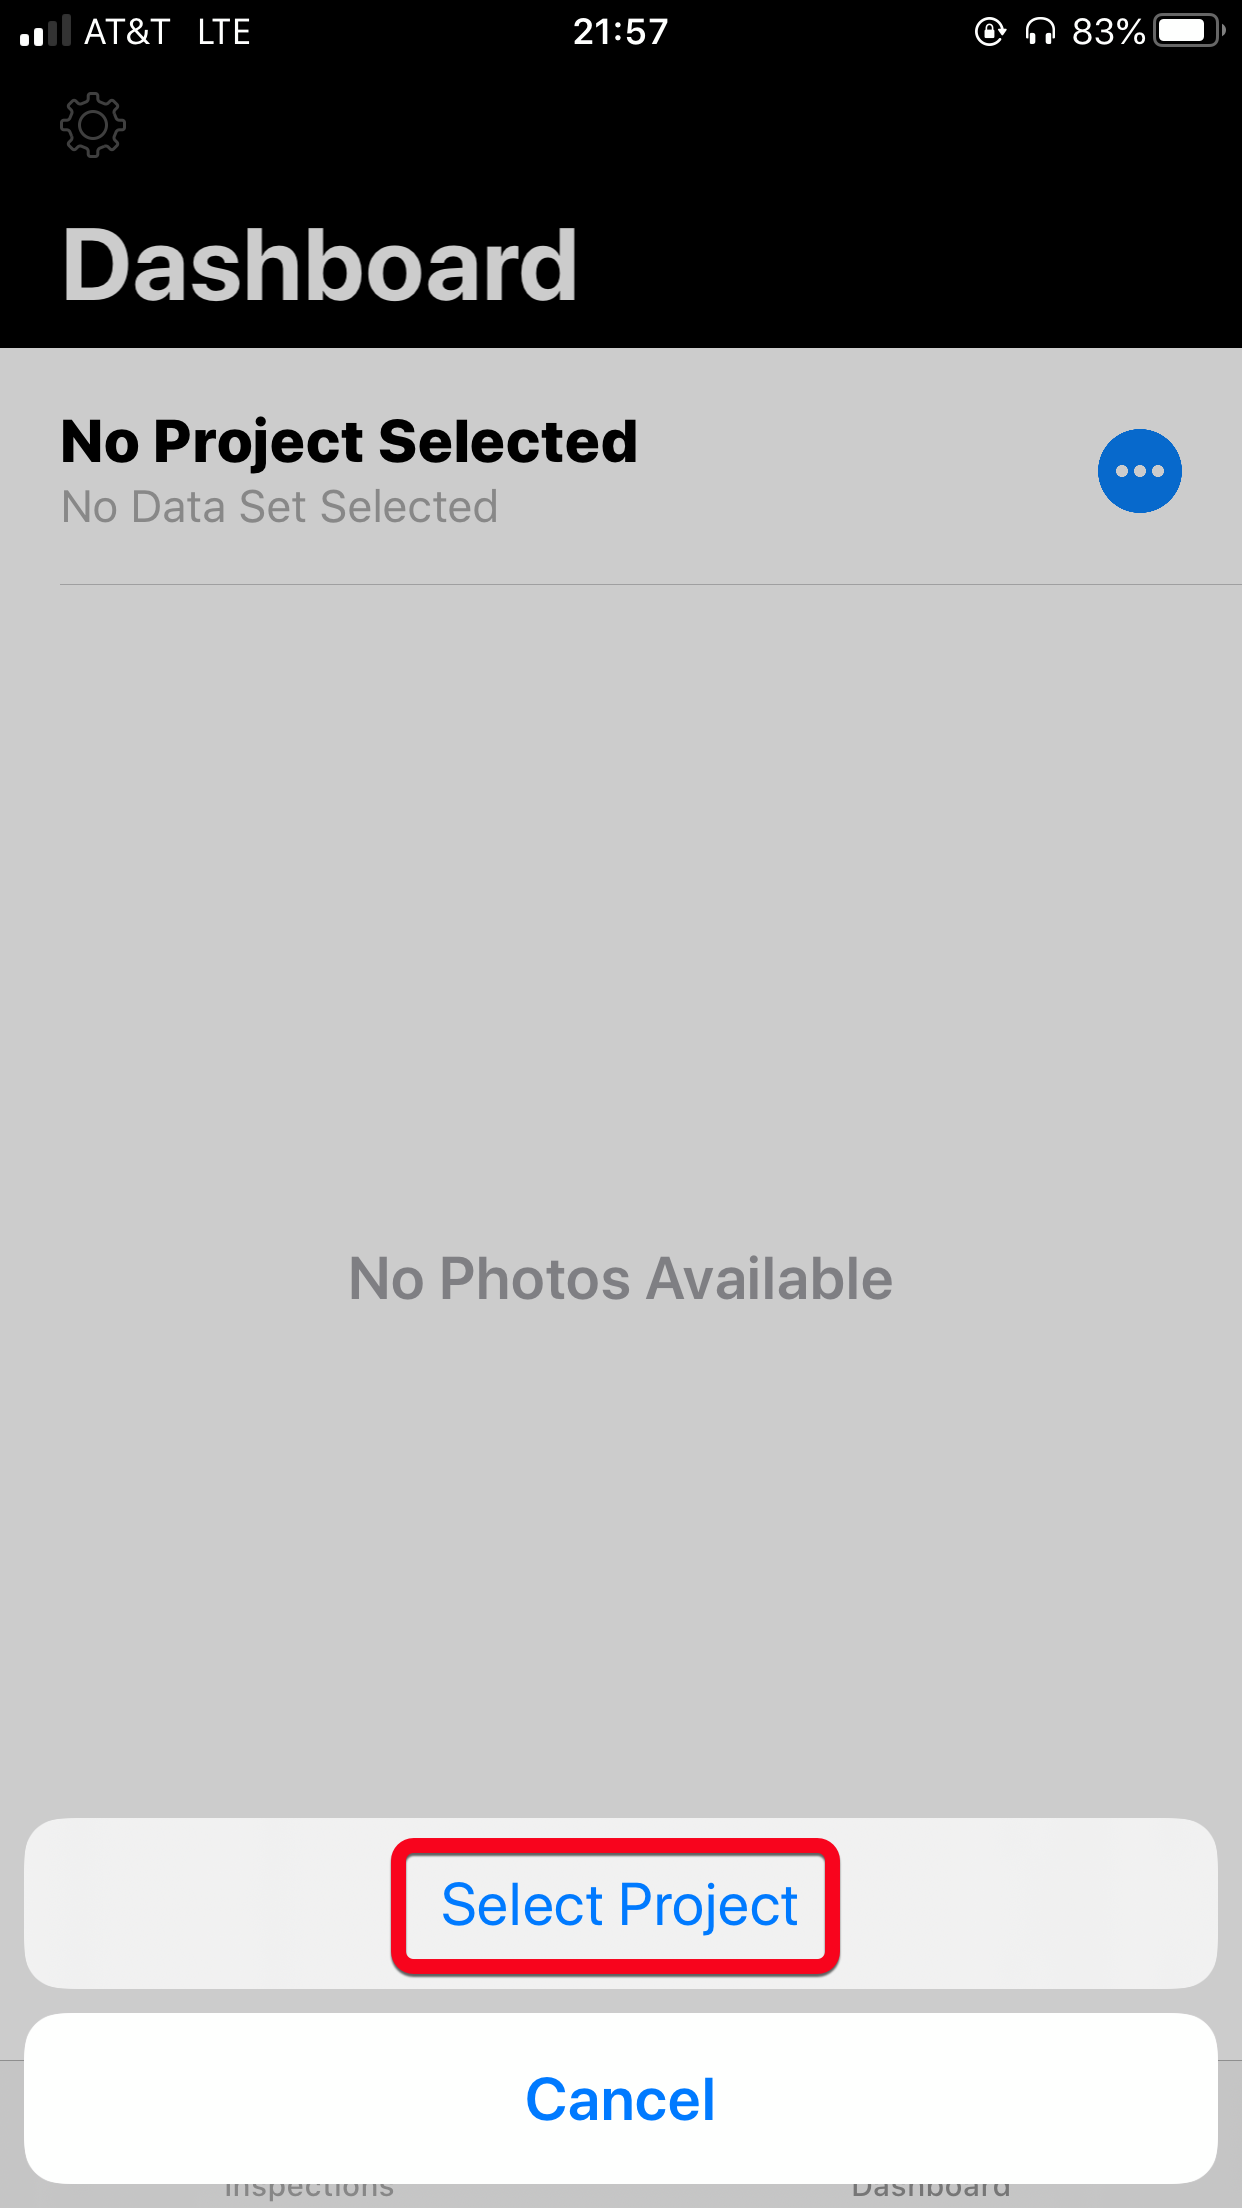 AT&T LTE 21:57 83%
Dashboard
No Project Selected
No Data Set Selected
No Photos Available
Select Project
Cancel
Inspections Dashboard